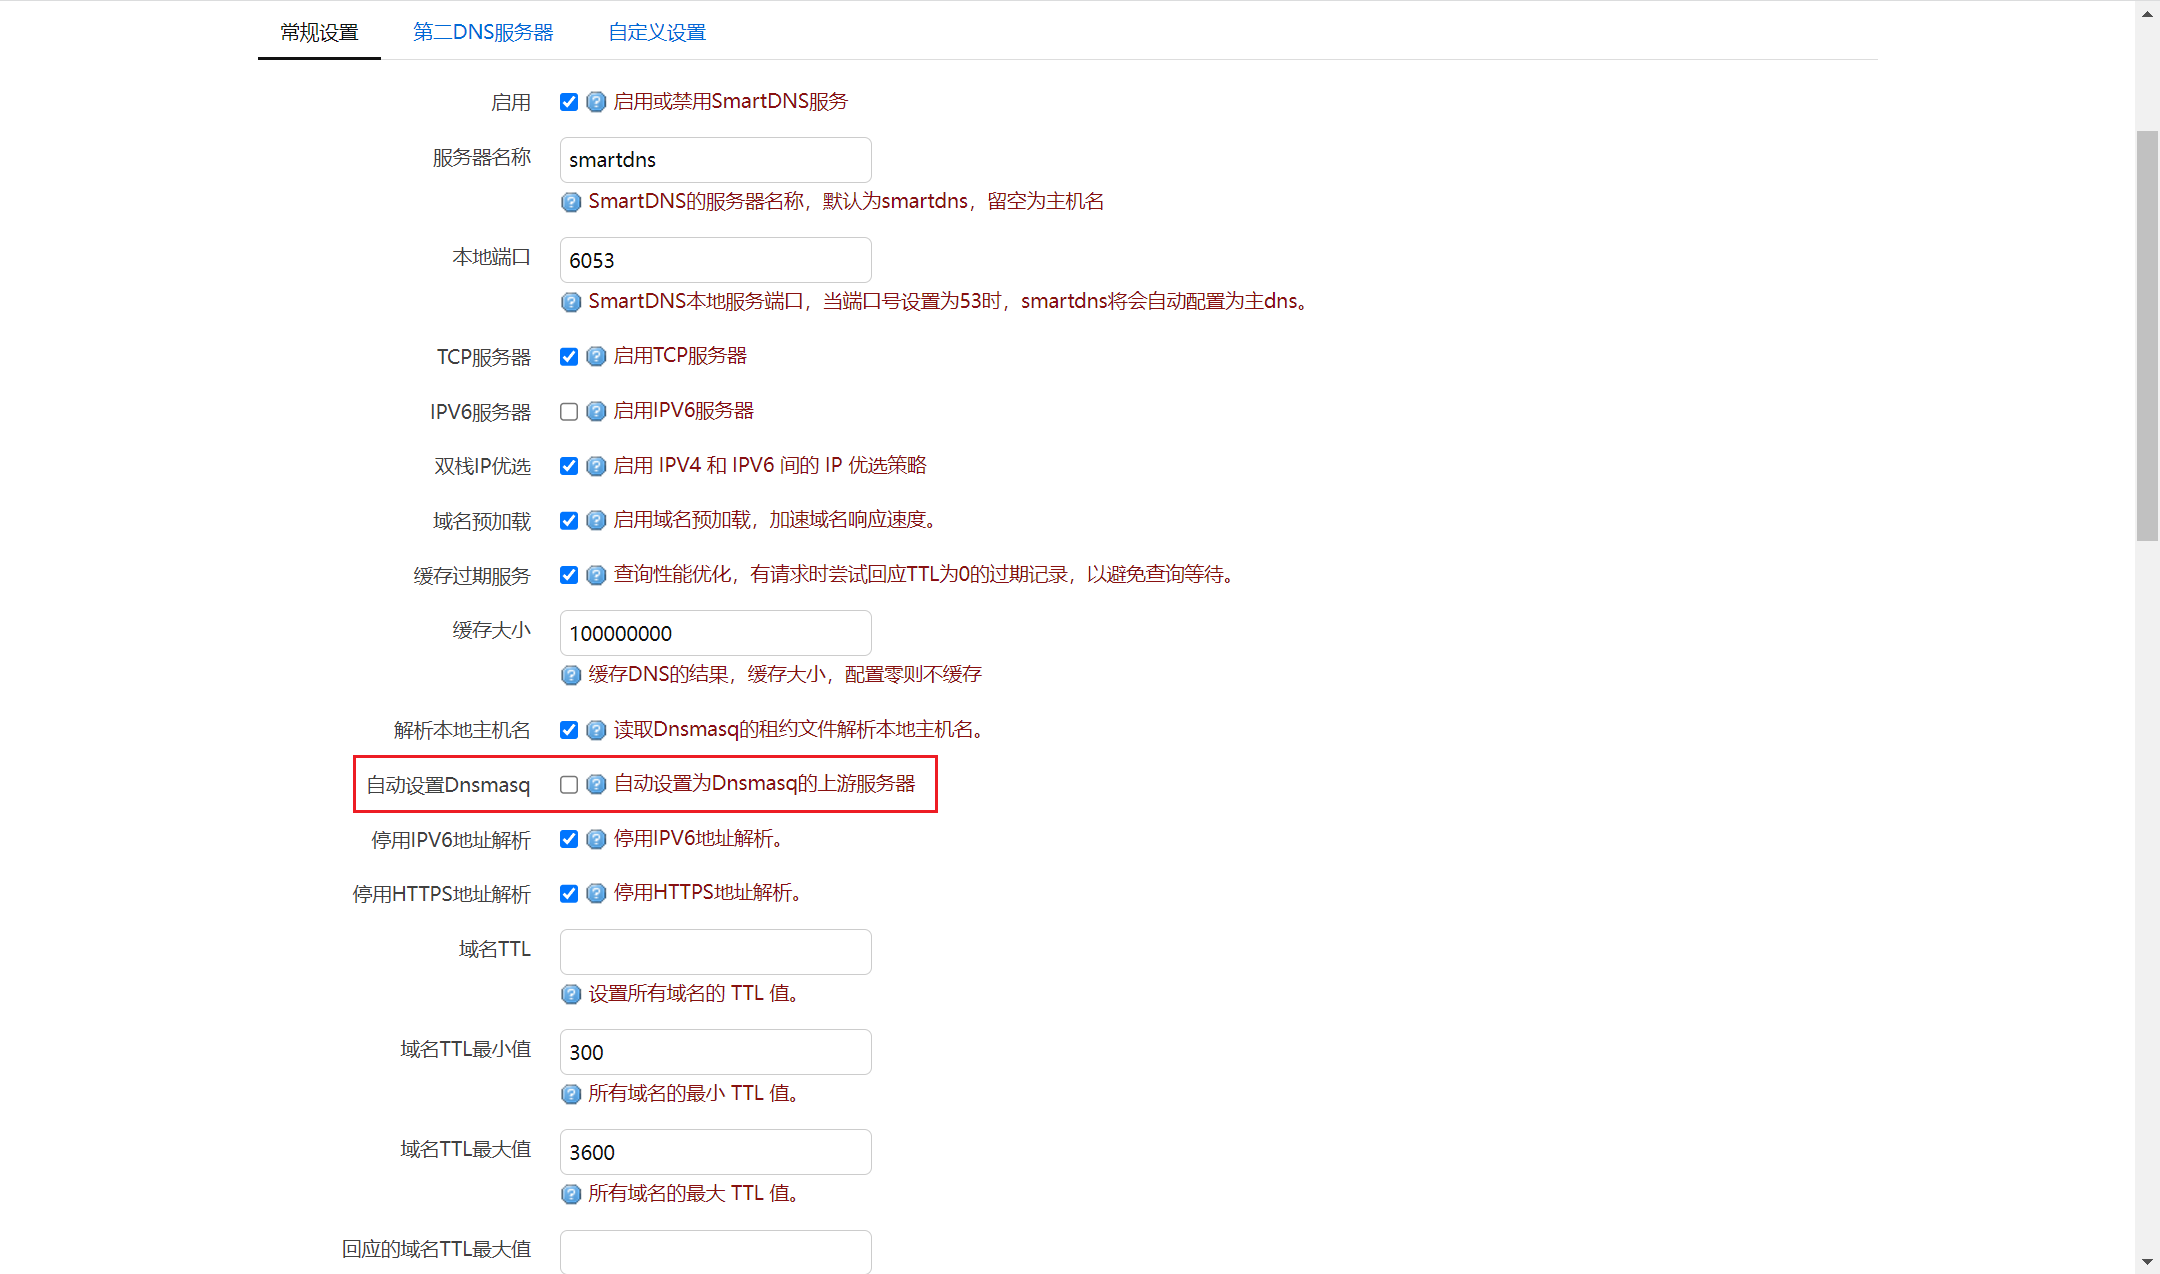 常规设置 第二DNS服务器 自定义设置
启用 启用或禁用SmartDNS服务
服务器名称 smartdns
SmartDNS的服务器名称，默认为smartdns，留空为主机名
本地端口 6053
SmartDNS本地服务端口，当端口号设置为53时，smartdns将会自动配置为主dns。
TCP服务器 启用TCP服务器
IPV6服务器 启用IPV6服务器
双栈IP优选 启用 IPV4 和 IPV6 间的 IP 优选策略
域名预加载 启用域名预加载，加速域名响应速度。
缓存过期服务 查询性能优化，有请求时尝试回应TTL为0的过期记录，以避免查询等待。
缓存大小 100000000
缓存DNS的结果，缓存大小，配置零则不缓存
解析本地主机名 读取Dnsmasq的租约文件解析本地主机名。
自动设置Dnsmasq 自动设置为Dnsmasq的上游服务器
停用IPV6地址解析 停用IPV6地址解析。
停用HTTPS地址解析 停用HTTPS地址解析。
域名TTL
设置所有域名的 TTL 值。
域名TTL最小值 300
所有域名的最小 TTL 值。
域名TTL最大值 3600
所有域名的最大 TTL 值。
回应的域名TTL最大值